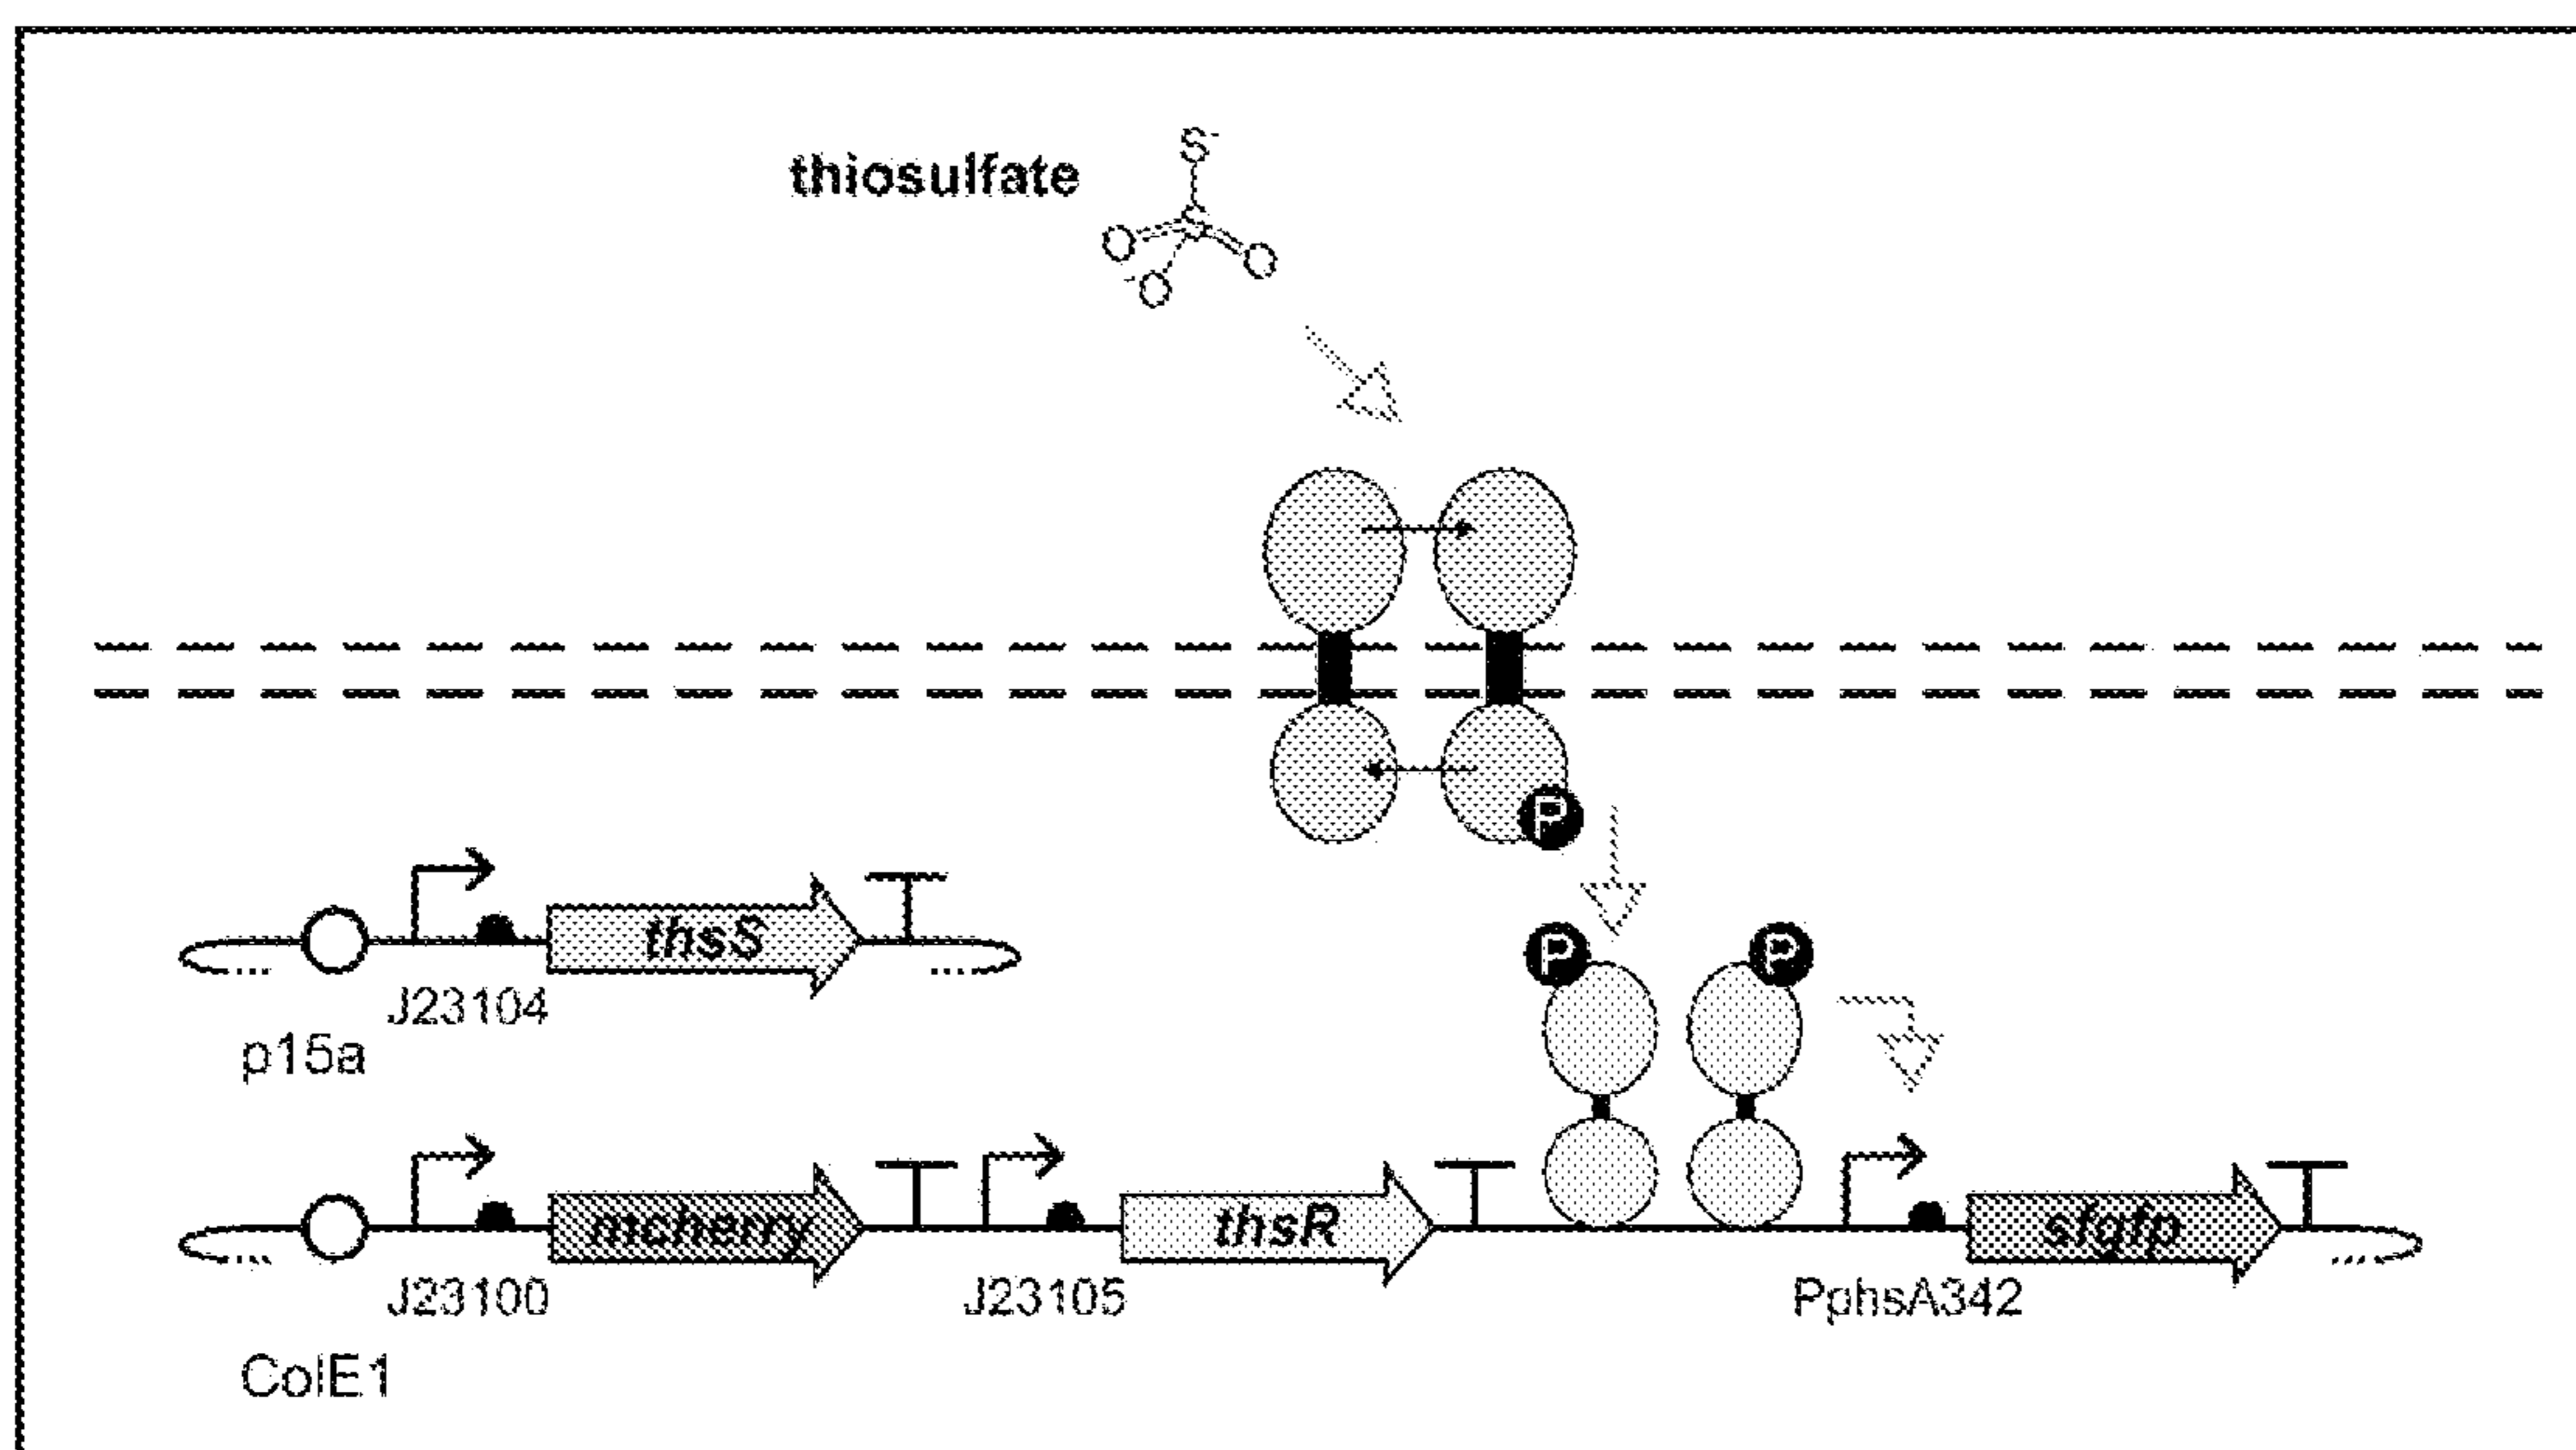 thiosulfate
S-
S
O
O
-O
P
thsS
P
P
J23104
p15a
mcherry
thsR
sfgfp
J23100
J23105
PphsA342
ColE1